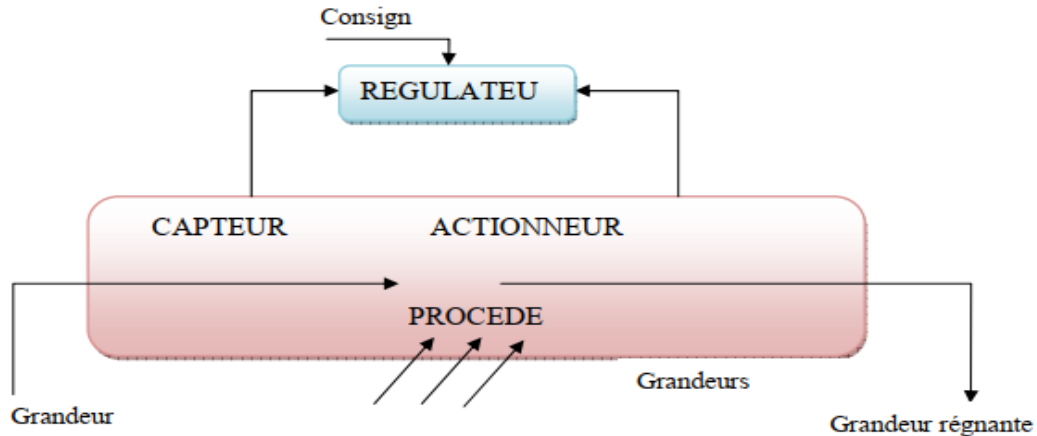 Consign
REGULATEU
CAPTEUR
ACTIONNEUR
PROCEDE
Grandeurs
Grandeur
Grandeur régnante